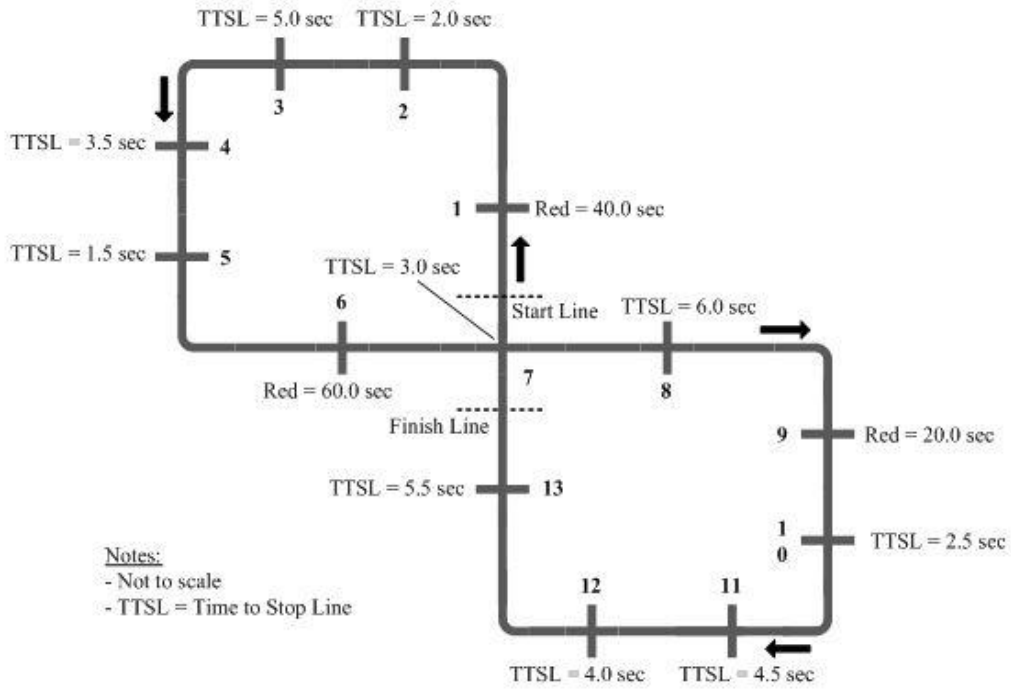 TTSL = 5.0 sec TTSL = 2.0 sec
3 2
TTSL = 3.5 sec 4
1 Red = 40.0 sec
TTSL = 1.5 sec 5
TTSL = 3.0 sec
6 Start Line TTSL = 6.0 sec
Red = 60.0 sec 7 8
Finish Line 9 Red = 20.0 sec
TTSL = 5.5 sec 13
1
0 TTSL = 2.5 sec
Notes:
- Not to scale
- TTSL = Time to Stop Line
12 11
TTSL = 4.0 sec TTSL = 4.5 sec